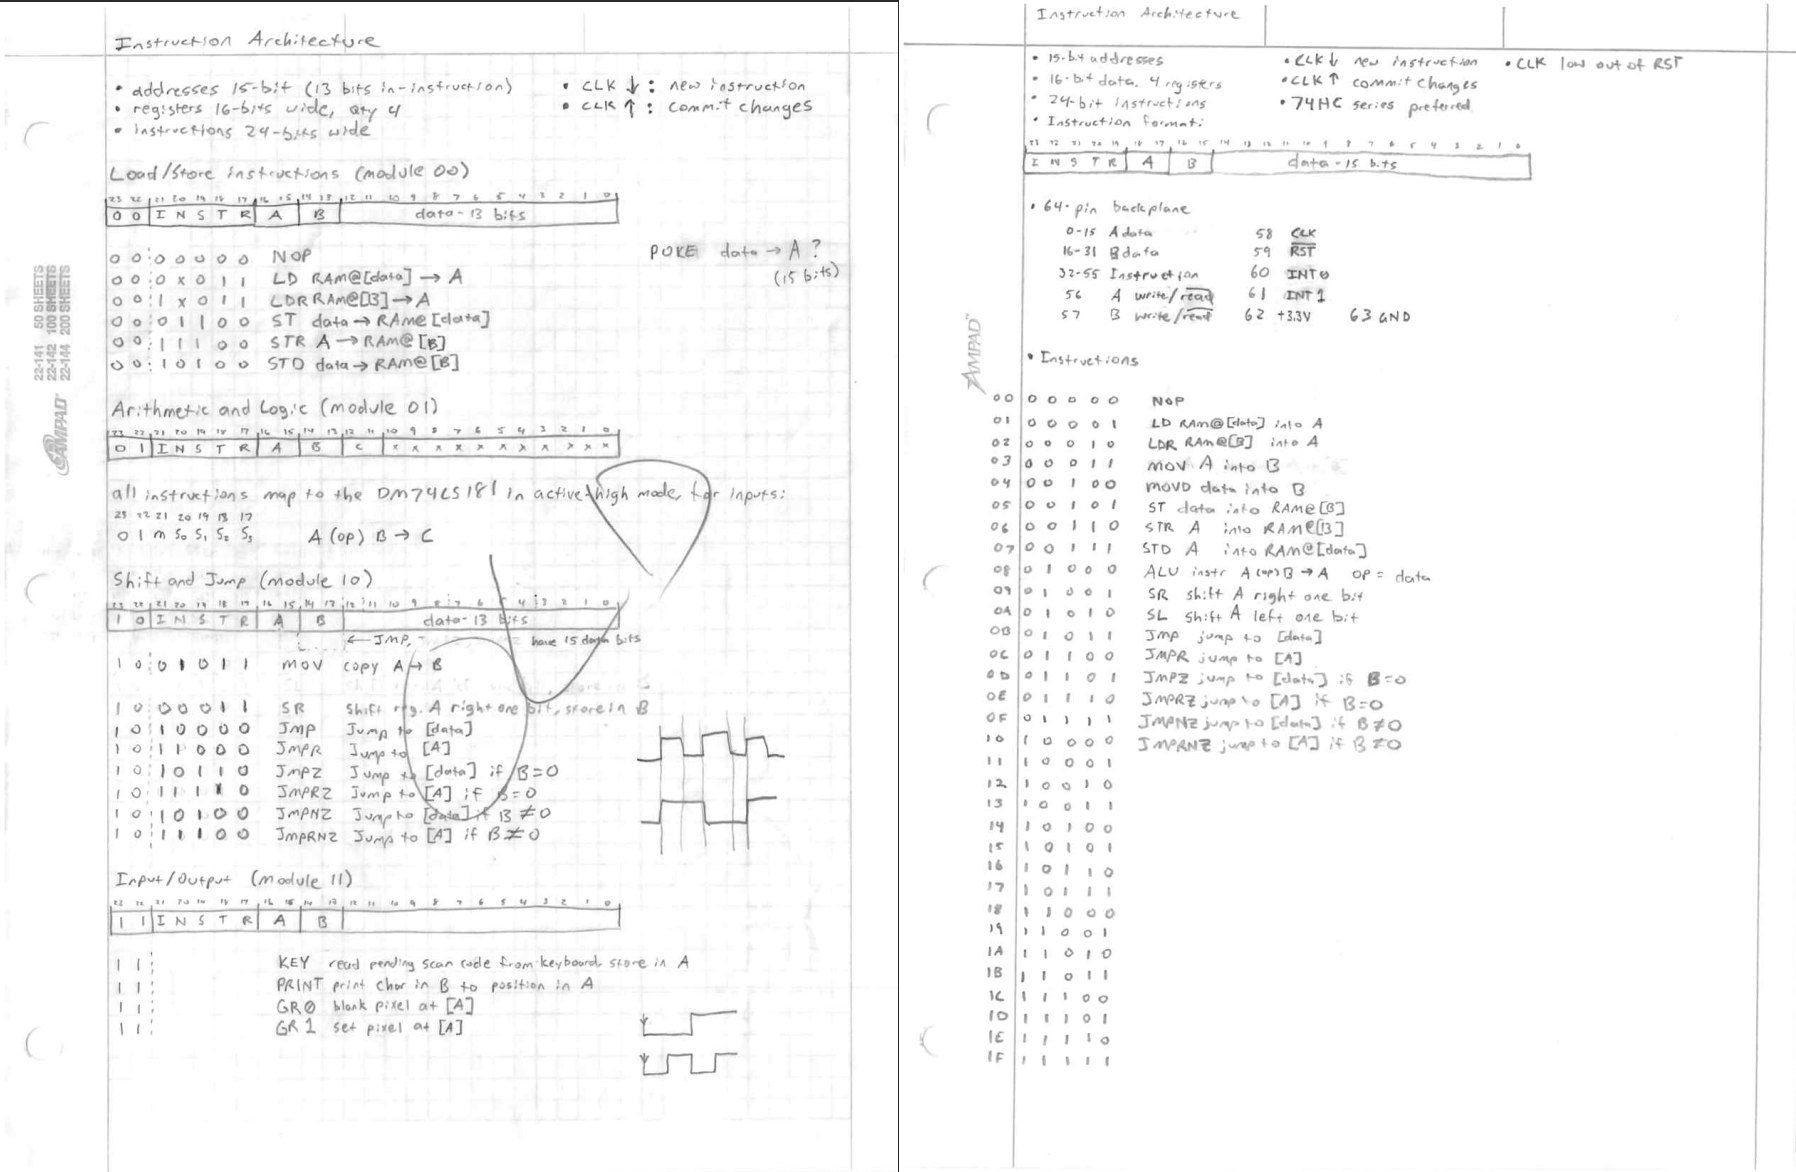 Instruction Architecture
• addresses 15-bit (13 bits in-instruction)
• registers 16-bits wide, qty 4
• instructions 24-bits wide
• CLK ↓: new instruction
• CLK ↑: commit changes
Load/Store instructions (module 00)
23 22 21 20 19 18 17 16 15 14 13 12 11 10 9 8 7 6 5 4 3 2 1 0
0 0 I N S T R A B data-13 bits
0 0 0 0 0 0 0 NOP
0 0 0 x 0 1 1 LD RAM@[data] → A
0 0 1 x 0 1 1 LDR RAM@[B] → A
0 0 0 1 1 0 0 ST data → RAM@[data]
0 0 1 1 1 0 0 STR A → RAM@[B]
0 0 1 0 1 0 0 STD data → RAM@[B]
POKE data → A?
(15 bits)
22-141 50 SHEETS
22-142 100 SHEETS
22-144 200 SHEETS
AMPAD
Arithmetic and Logic (module 01)
23 22 21 20 19 18 17 16 15 14 13 12 11 10 9 8 7 6 5 4 3 2 1 0
0 1 I N S T R A B C x x x x x x x x x x x
all instructions map to the DM74LS181 in active high mode, for inputs:
23 22 21 20 19 18 17
0 1 M S0 S1 S2 S3 A (op) B → C
Shift and Jump (module 10)
23 22 21 20 19 18 17 16 15 14 13 12 11 10 9 8 7 6 5 4 3 2 1 0
1 0 I N S T R A B data-13 bits
← JMP, have 15 data bits
1 0 0 1 0 1 1 MOV copy A → B
1 0 0 0 0 1 1 SR Shift reg. A right one bit, store in B
1 0 1 0 0 0 0 JMP Jump to [data]
1 0 1 1 0 0 0 JMPR Jump to [A]
1 0 1 0 1 1 0 JMPZ Jump to [data] if B=0
1 0 1 1 1 1 0 JMPRZ Jump to [A] if B=0
1 0 1 0 1 0 0 JMPNZ Jump to [data] if B≠0
1 0 1 1 1 0 0 JMPRNZ Jump to [A] if B≠0
Input/Output (module 11)
23 22 21 20 19 18 17 16 15 14 13 12 11 10 9 8 7 6 5 4 3 2 1 0
1 1 I N S T R A B
1 1 KEY read pending scan code from keyboard, store in A
1 1 PRINT print char in B to position in A
1 1 GR0 blank pixel at [A]
1 1 GR1 set pixel at [A]
Instruction Architecture
• 15-bit addresses
• 16-bit data, 4 registers
• 24-bit instructions
• Instruction format:
• CLK ↓ new instruction
• CLK ↑ commit changes
• 74HC series preferred
• CLK low out of RST
23 22 21 20 19 18 17 16 15 14 13 12 11 10 9 8 7 6 5 4 3 2 1 0
I N S T R A B data-15 bits
• 64-pin backplane
0-15 A data 58 CLK
16-31 B data 59 RST
32-55 Instruction 60 INT0
56 A write/read 61 INT1
57 B write/read 62 +3.3V 63 GND
AMPAD
• Instructions
00 0 0 0 0 0 NOP
01 0 0 0 0 1 LD RAM@[data] into A
02 0 0 0 1 0 LDR RAM@[B] into A
03 0 0 0 1 1 MOV A into B
04 0 0 1 0 0 MOVD data into B
05 0 0 1 0 1 ST data into RAM@[B]
06 0 0 1 1 0 STR A into RAM@[B]
07 0 0 1 1 1 STD A into RAM@[data]
08 0 1 0 0 0 ALU instr A(op)B → A OP = data
09 0 1 0 0 1 SR shift A right one bit
0A 0 1 0 1 0 SL shift A left one bit
0B 0 1 0 1 1 JMP jump to [data]
0C 0 1 1 0 0 JMPR jump to [A]
0D 0 1 1 0 1 JMPZ jump to [data] if B=0
0E 0 1 1 1 0 JMPRZ jump to [A] if B=0
0F 0 1 1 1 1 JMPNZ jump to [data] if B≠0
10 1 0 0 0 0 JMPRNZ jump to [A] if B≠0
11 1 0 0 0 1
12 1 0 0 1 0
13 1 0 0 1 1
14 1 0 1 0 0
15 1 0 1 0 1
16 1 0 1 1 0
17 1 0 1 1 1
18 1 1 0 0 0
19 1 1 0 0 1
1A 1 1 0 1 0
1B 1 1 0 1 1
1C 1 1 1 0 0
1D 1 1 1 0 1
1E 1 1 1 1 0
1F 1 1 1 1 1